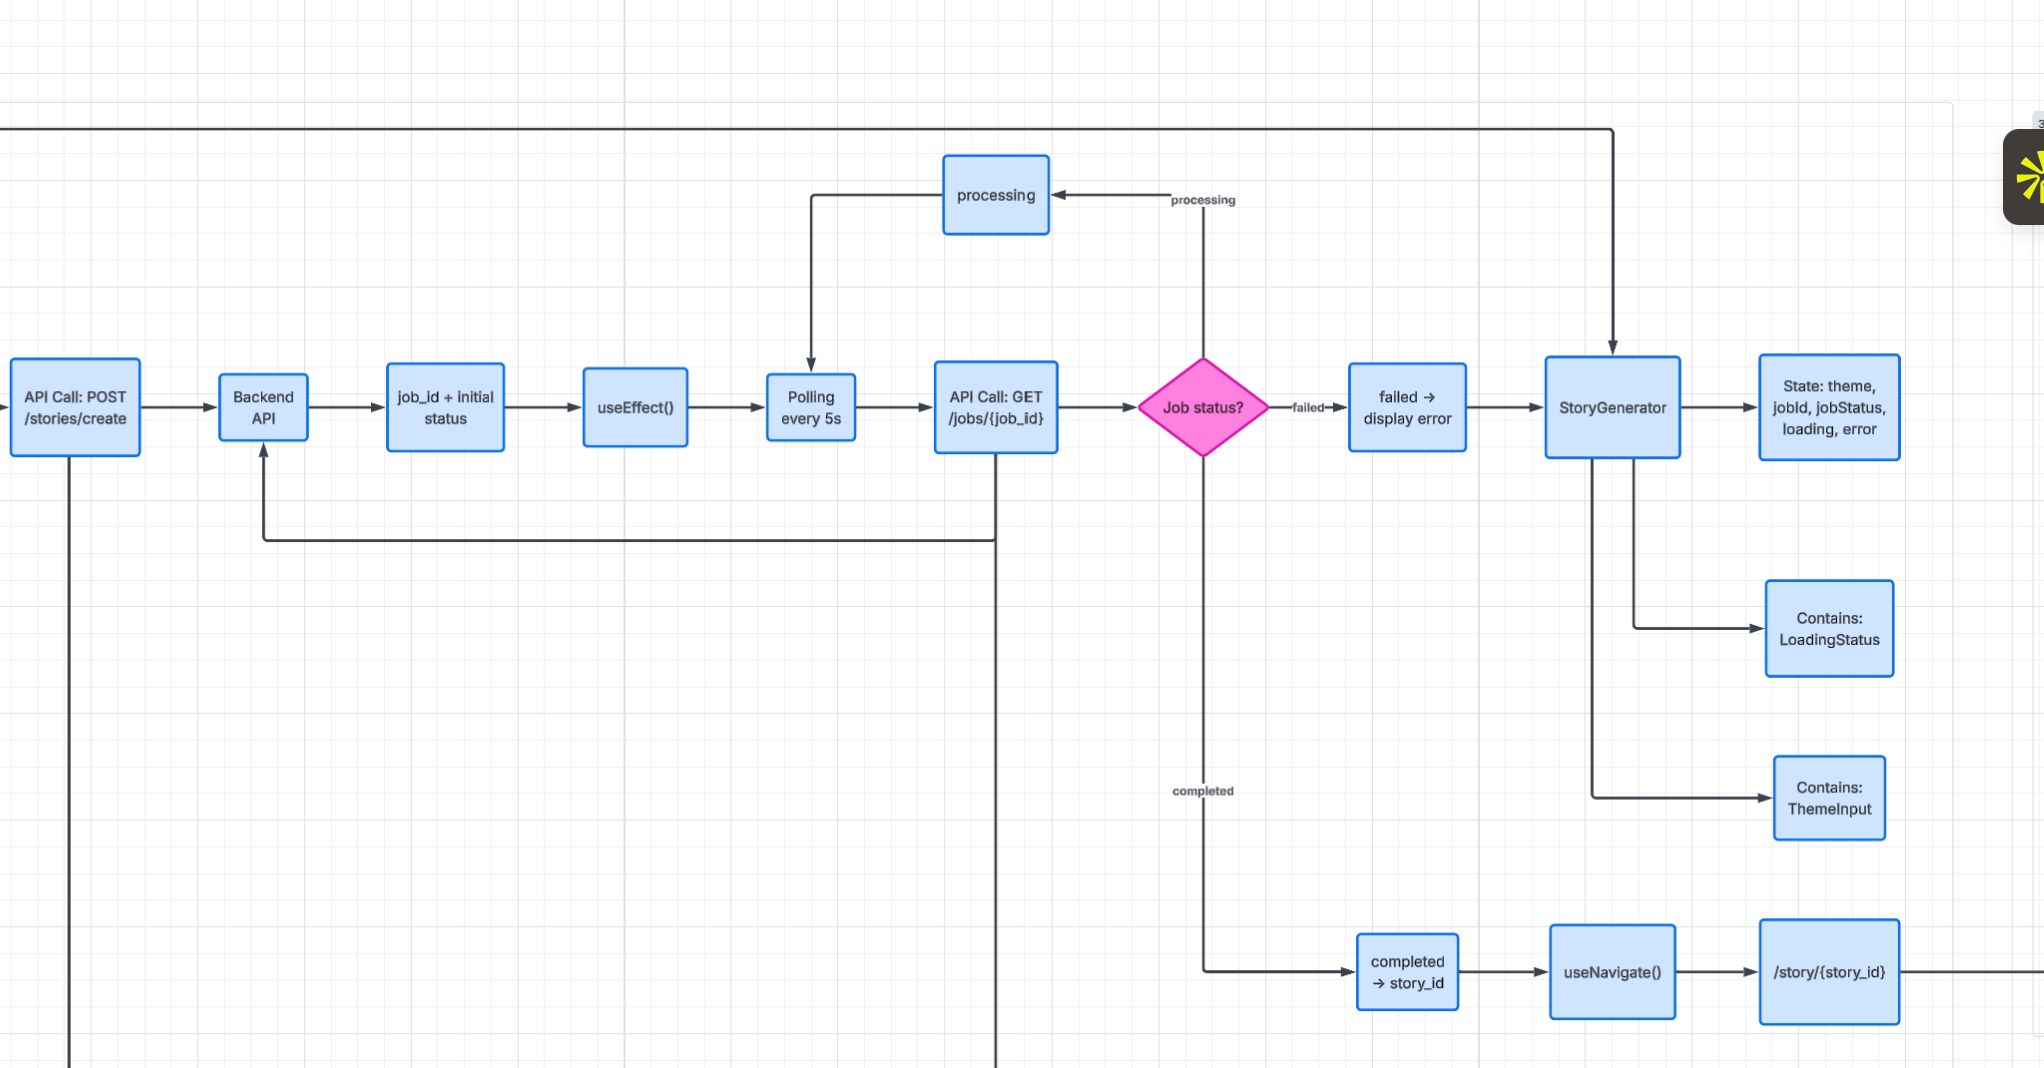 3
processing
processing
API Call: POST
/stories/create
Backend
API
job_id + initial
status
useEffect()
Polling
every 5s
API Call: GET
/jobs/{job_id}
Job status?
failed
failed →
display error
StoryGenerator
State: theme,
jobId, jobStatus,
loading, error
Contains:
LoadingStatus
completed
Contains:
ThemeInput
completed
→ story_id
useNavigate()
/story/{story_id}